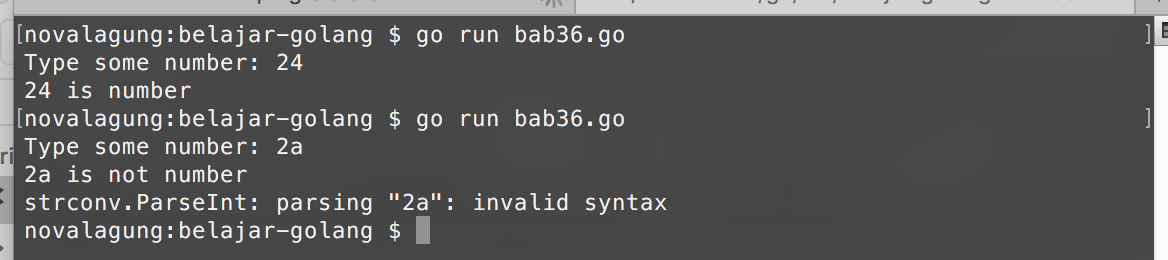 [novalagung:belajar-golang $ go run bab36.go ]
Type some number: 24
24 is number
[novalagung:belajar-golang $ go run bab36.go ]
Type some number: 2a
2a is not number
strconv.ParseInt: parsing "2a": invalid syntax
novalagung:belajar-golang $